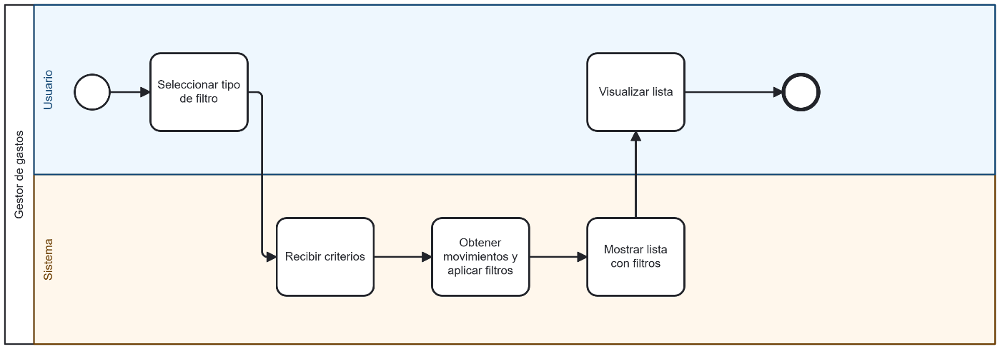 Gestor de gastos
Usuario
Seleccionar tipo
de filtro
Visualizar lista
Sistema
Recibir criterios
Obtener
movimientos y
aplicar filtros
Mostrar lista
con filtros